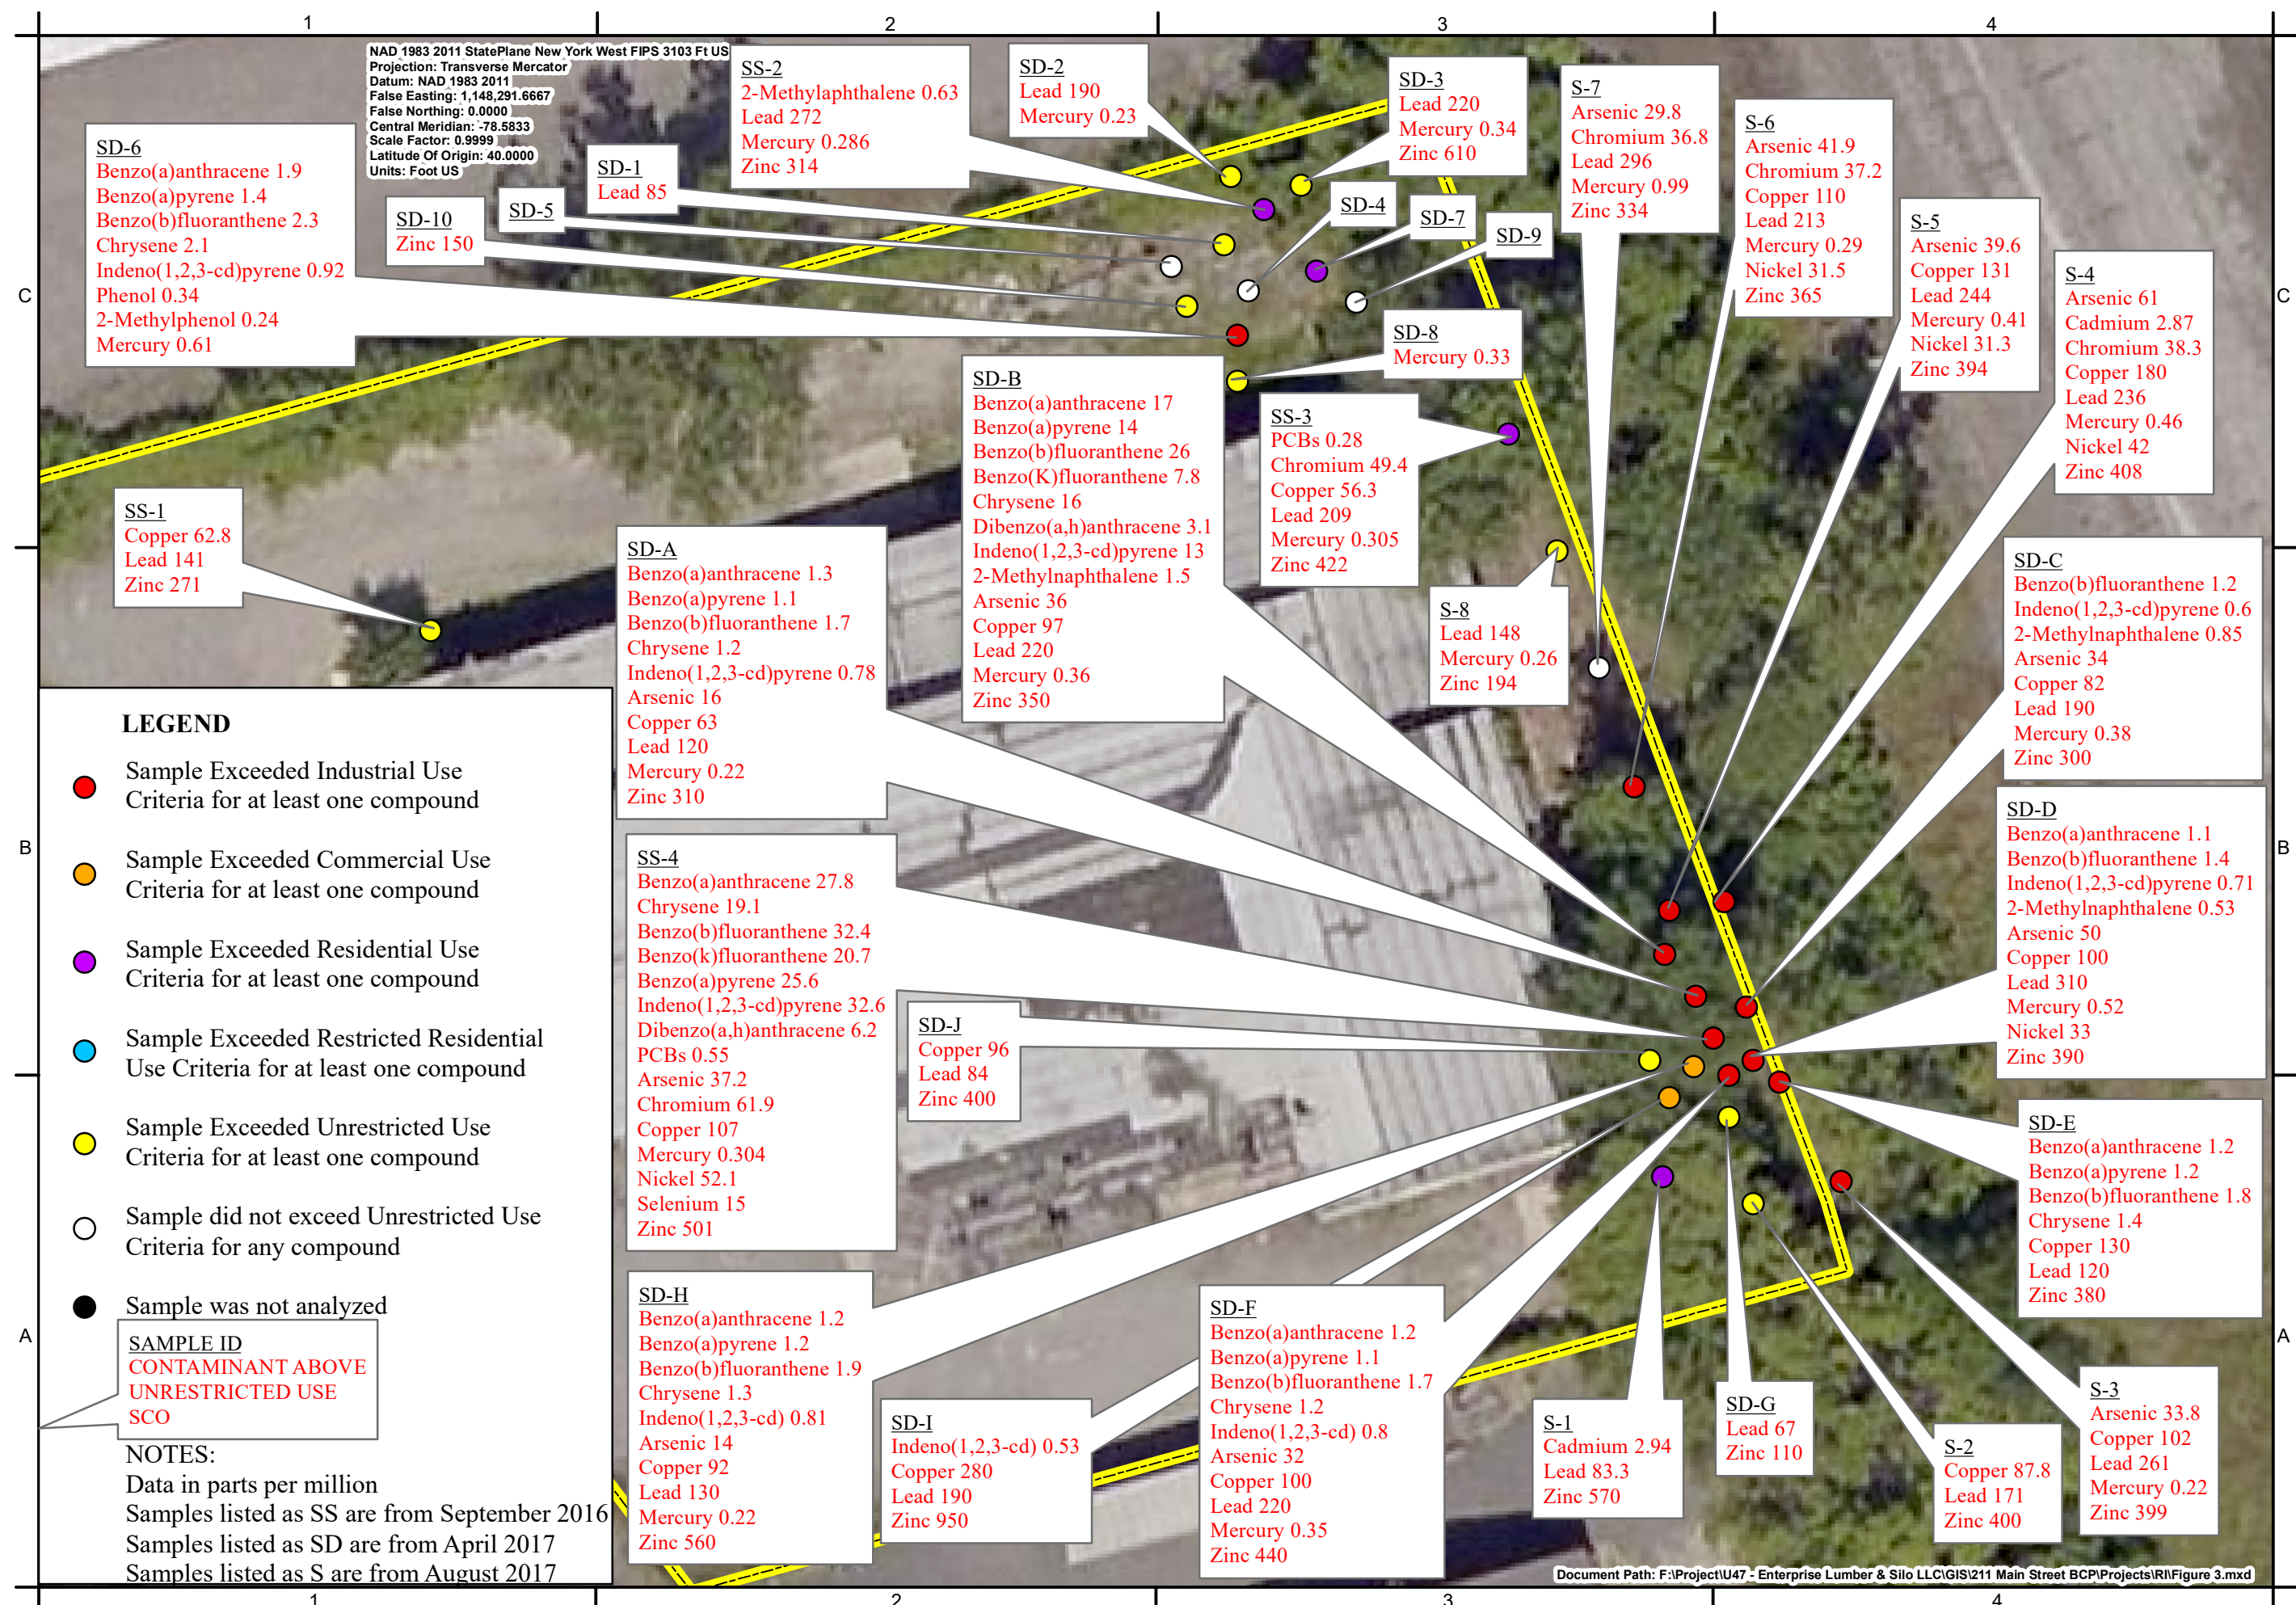 1
2
3
4
NAD 1983 2011 StatePlane New York West FIPS 3103 Ft US
Projection: Transverse Mercator
Datum: NAD 1983 2011
False Easting: 1,148,291.6667
False Northing: 0.0000
Central Meridian: -78.5833
Scale Factor: 0.9999
Latitude Of Origin: 40.0000
Units: Foot US
SD-6
Benzo(a)anthracene 1.9
Benzo(a)pyrene 1.4
Benzo(b)fluoranthene 2.3
Chrysene 2.1
Indeno(1,2,3-cd)pyrene 0.92
Phenol 0.34
2-Methylphenol 0.24
Mercury 0.61
SD-10
Zinc 150
SD-5
SD-1
Lead 85
SS-2
2-Methylaphthalene 0.63
Lead 272
Mercury 0.286
Zinc 314
SD-2
Lead 190
Mercury 0.23
SD-3
Lead 220
Mercury 0.34
Zinc 610
SD-4
SD-7
SD-9
S-7
Arsenic 29.8
Chromium 36.8
Lead 296
Mercury 0.99
Zinc 334
S-6
Arsenic 41.9
Chromium 37.2
Copper 110
Lead 213
Mercury 0.29
Nickel 31.5
Zinc 365
S-5
Arsenic 39.6
Copper 131
Lead 244
Mercury 0.41
Nickel 31.3
Zinc 394
S-4
Arsenic 61
Cadmium 2.87
Chromium 38.3
Copper 180
Lead 236
Mercury 0.46
Nickel 42
Zinc 408
C
C
SD-8
Mercury 0.33
SD-B
Benzo(a)anthracene 17
Benzo(a)pyrene 14
Benzo(b)fluoranthene 26
Benzo(K)fluoranthene 7.8
Chrysene 16
Dibenzo(a,h)anthracene 3.1
Indeno(1,2,3-cd)pyrene 13
2-Methylnaphthalene 1.5
Arsenic 36
Copper 97
Lead 220
Mercury 0.36
Zinc 350
SS-3
PCBs 0.28
Chromium 49.4
Copper 56.3
Lead 209
Mercury 0.305
Zinc 422
SS-1
Copper 62.8
Lead 141
Zinc 271
SD-A
Benzo(a)anthracene 1.3
Benzo(a)pyrene 1.1
Benzo(b)fluoranthene 1.7
Chrysene 1.2
Indeno(1,2,3-cd)pyrene 0.78
Arsenic 16
Copper 63
Lead 120
Mercury 0.22
Zinc 310
S-8
Lead 148
Mercury 0.26
Zinc 194
SD-C
Benzo(b)fluoranthene 1.2
Indeno(1,2,3-cd)pyrene 0.6
2-Methylnaphthalene 0.85
Arsenic 34
Copper 82
Lead 190
Mercury 0.38
Zinc 300
B
B
SD-D
Benzo(a)anthracene 1.1
Benzo(b)fluoranthene 1.4
Indeno(1,2,3-cd)pyrene 0.71
2-Methylnaphthalene 0.53
Arsenic 50
Copper 100
Lead 310
Mercury 0.52
Nickel 33
Zinc 390
SS-4
Benzo(a)anthracene 27.8
Chrysene 19.1
Benzo(b)fluoranthene 32.4
Benzo(k)fluoranthene 20.7
Benzo(a)pyrene 25.6
Indeno(1,2,3-cd)pyrene 32.6
Dibenzo(a,h)anthracene 6.2
PCBs 0.55
Arsenic 37.2
Chromium 61.9
Copper 107
Mercury 0.304
Nickel 52.1
Selenium 15
Zinc 501
SD-J
Copper 96
Lead 84
Zinc 400
SD-E
Benzo(a)anthracene 1.2
Benzo(a)pyrene 1.2
Benzo(b)fluoranthene 1.8
Chrysene 1.4
Copper 130
Lead 120
Zinc 380
A
A
SD-H
Benzo(a)anthracene 1.2
Benzo(a)pyrene 1.2
Benzo(b)fluoranthene 1.9
Chrysene 1.3
Indeno(1,2,3-cd) 0.81
Arsenic 14
Copper 92
Lead 130
Mercury 0.22
Zinc 560
SD-I
Indeno(1,2,3-cd) 0.53
Copper 280
Lead 190
Zinc 950
SD-F
Benzo(a)anthracene 1.2
Benzo(a)pyrene 1.1
Benzo(b)fluoranthene 1.7
Chrysene 1.2
Indeno(1,2,3-cd) 0.8
Arsenic 32
Copper 100
Lead 220
Mercury 0.35
Zinc 440
S-1
Cadmium 2.94
Lead 83.3
Zinc 570
SD-G
Lead 67
Zinc 110
S-2
Copper 87.8
Lead 171
Zinc 400
S-3
Arsenic 33.8
Copper 102
Lead 261
Mercury 0.22
Zinc 399
LEGEND
Sample Exceeded Industrial Use
Criteria for at least one compound
Sample Exceeded Commercial Use
Criteria for at least one compound
Sample Exceeded Residential Use
Criteria for at least one compound
Sample Exceeded Restricted Residential
Use Criteria for at least one compound
Sample Exceeded Unrestricted Use
Criteria for at least one compound
Sample did not exceed Unrestricted Use
Criteria for any compound
Sample was not analyzed
SAMPLE ID
CONTAMINANT ABOVE
UNRESTRICTED USE
SCO
NOTES:
Data in parts per million
Samples listed as SS are from September 2016
Samples listed as SD are from April 2017
Samples listed as S are from August 2017
Document Path: F:\Project\U47 - Enterprise Lumber & Silo LLC\GIS\211 Main Street BCP\Projects\RI\Figure 3.mxd
1
2
3
4